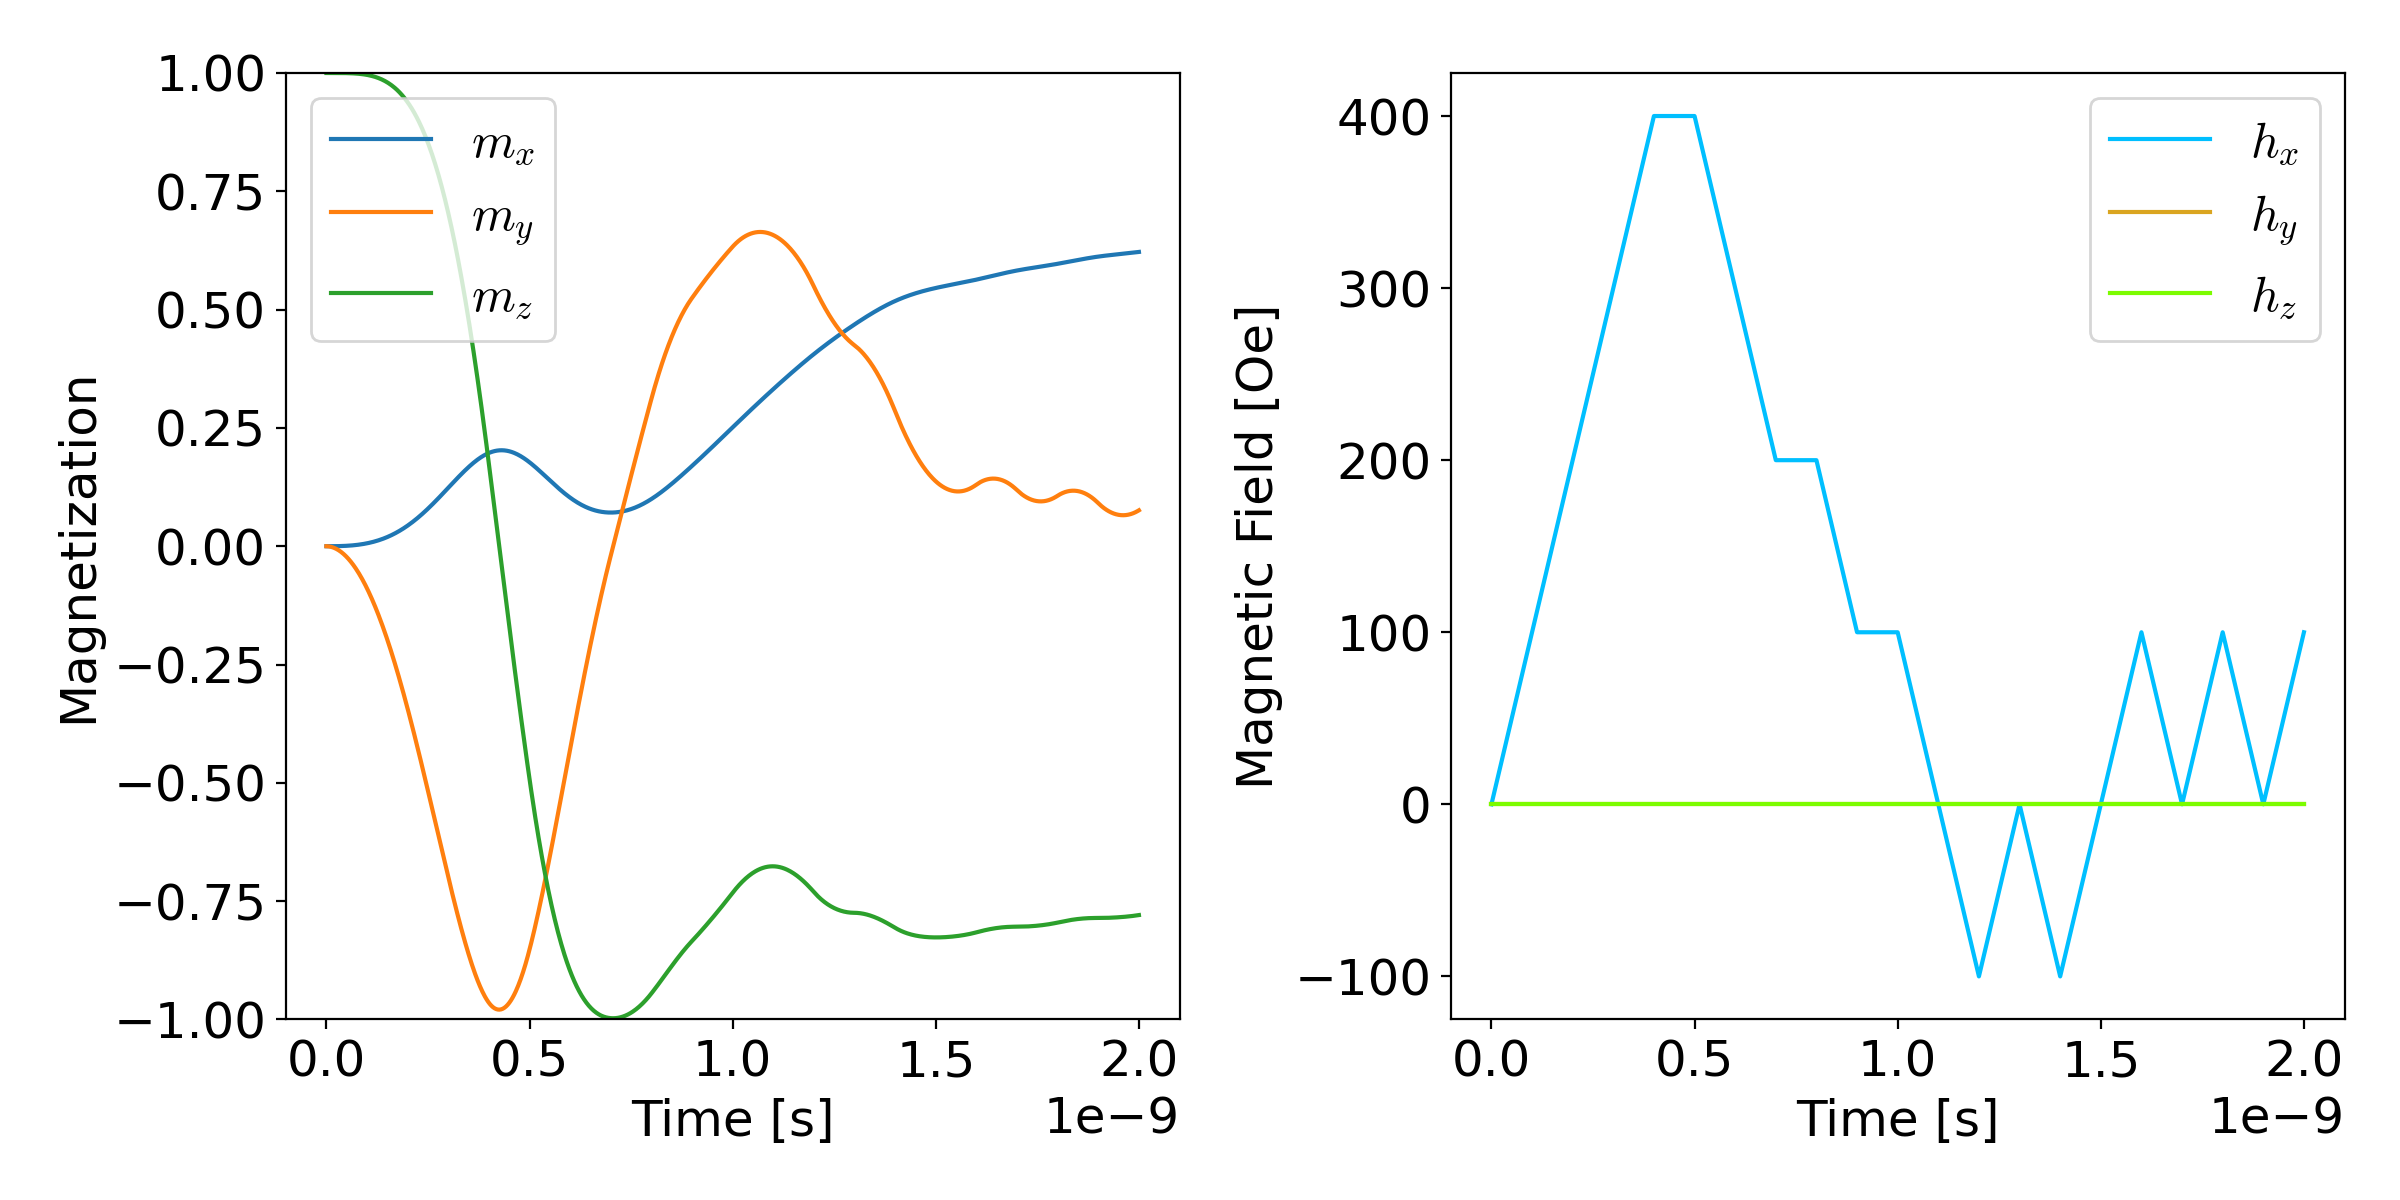 1.00
0.75
0.50
0.25
0.00
−0.25
−0.50
−0.75
−1.00
Magnetization
m_x
m_y
m_z
0.0 0.5 1.0 1.5 2.0
Time [s]
1e−9
400
300
200
100
0
−100
Magnetic Field [Oe]
h_x
h_y
h_z
0.0 0.5 1.0 1.5 2.0
Time [s]
1e−9